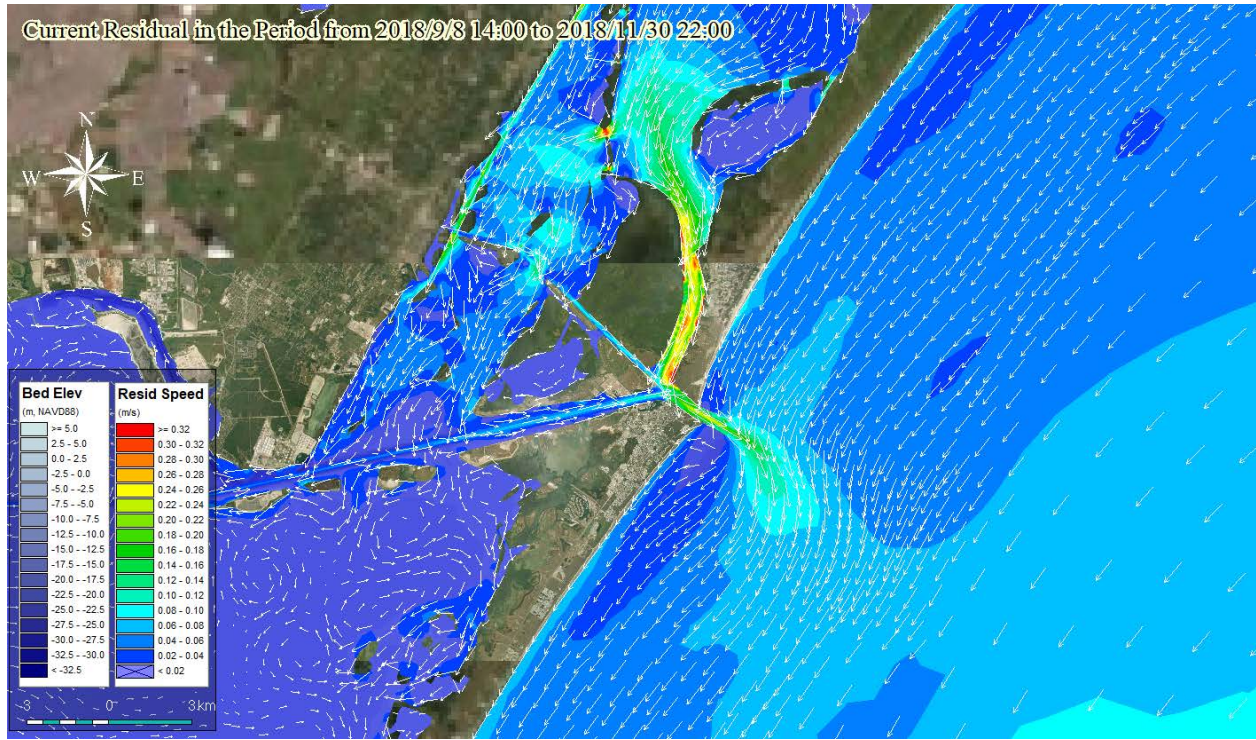 Current Residual in the Period from 2018/9/8 14:00 to 2018/11/30 22:00
N
W E
S
Bed Elev
(m, NAVD88)
>= 5.0
2.5 - 5.0
0.0 - 2.5
-2.5 - 0.0
-5.0 - -2.5
-7.5 - -5.0
-10.0 - -7.5
-12.5 - -10.0
-15.0 - -12.5
-17.5 - -15.0
-20.0 - -17.5
-22.5 - -20.0
-25.0 - -22.5
-27.5 - -25.0
-30.0 - -27.5
-32.5 - -30.0
< -32.5
Resid Speed
(m/s)
>= 0.32
0.30 - 0.32
0.28 - 0.30
0.26 - 0.28
0.24 - 0.26
0.22 - 0.24
0.20 - 0.22
0.18 - 0.20
0.16 - 0.18
0.14 - 0.16
0.12 - 0.14
0.10 - 0.12
0.08 - 0.10
0.06 - 0.08
0.04 - 0.06
0.02 - 0.04
< 0.02
3 0 3 km